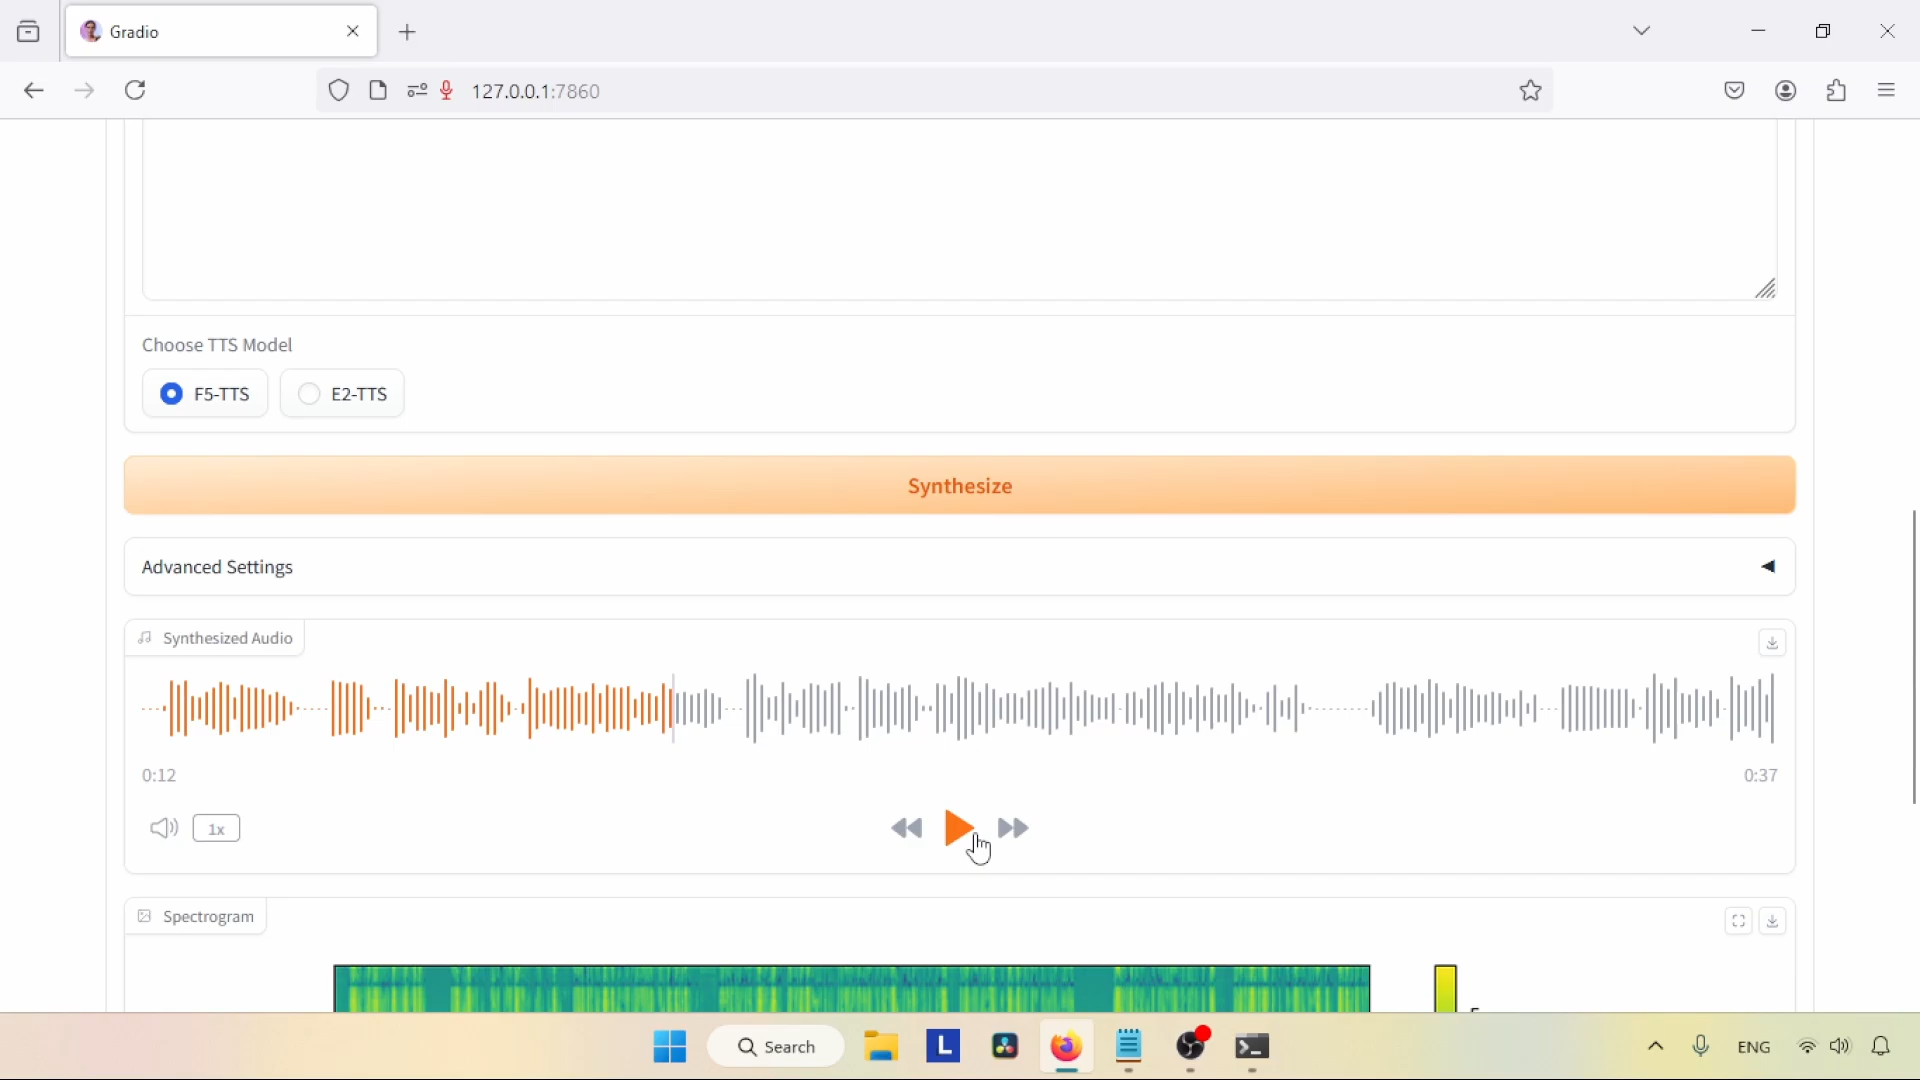 Gradio
127.0.0.1:7860
Choose TTS Model
F5-TTS
E2-TTS
Synthesize
Advanced Settings
Synthesized Audio
0:12
0:37
1x
Spectrogram
Search
L
ENG